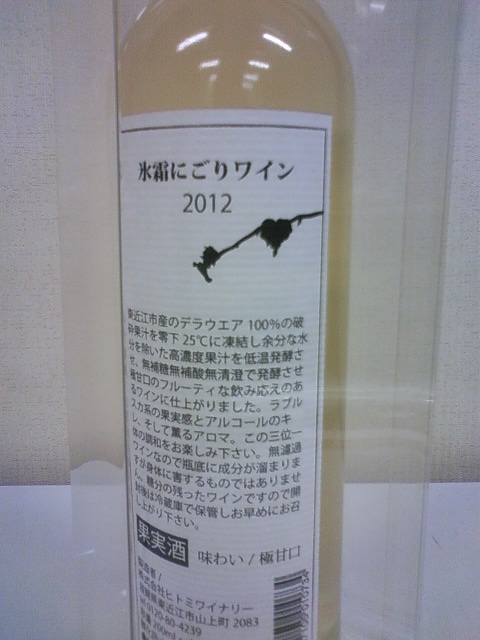 氷霜にごりワイン
2012
東近江市産のデラウエア 100%の破
砕果汁を零下 25℃に凍結し余分な水
分を除いた高濃度果汁を低温発酵さ
せ、無補糖無補酸無清澄で発酵させ
極甘口のフルーティな飲み応えのあ
るワインに仕上がりました。ラブル
スカ系の果実感とアルコールのキ
レ、そして薫るアロマ。この三位一
体の調和をお楽しみ下さい。無濾過
ワインなので瓶底に成分が溜まりま
すが身体に害するものではありませ
ん。糖分の残ったワインですので開
封後は冷蔵庫で保管しお早めにお召
し上がり下さい。
果実酒 味わい / 極甘口
製造者 /
株式会社ヒトミワイナリー
滋賀県東近江市山上町 2083
0120-80-4239
容量 200ml